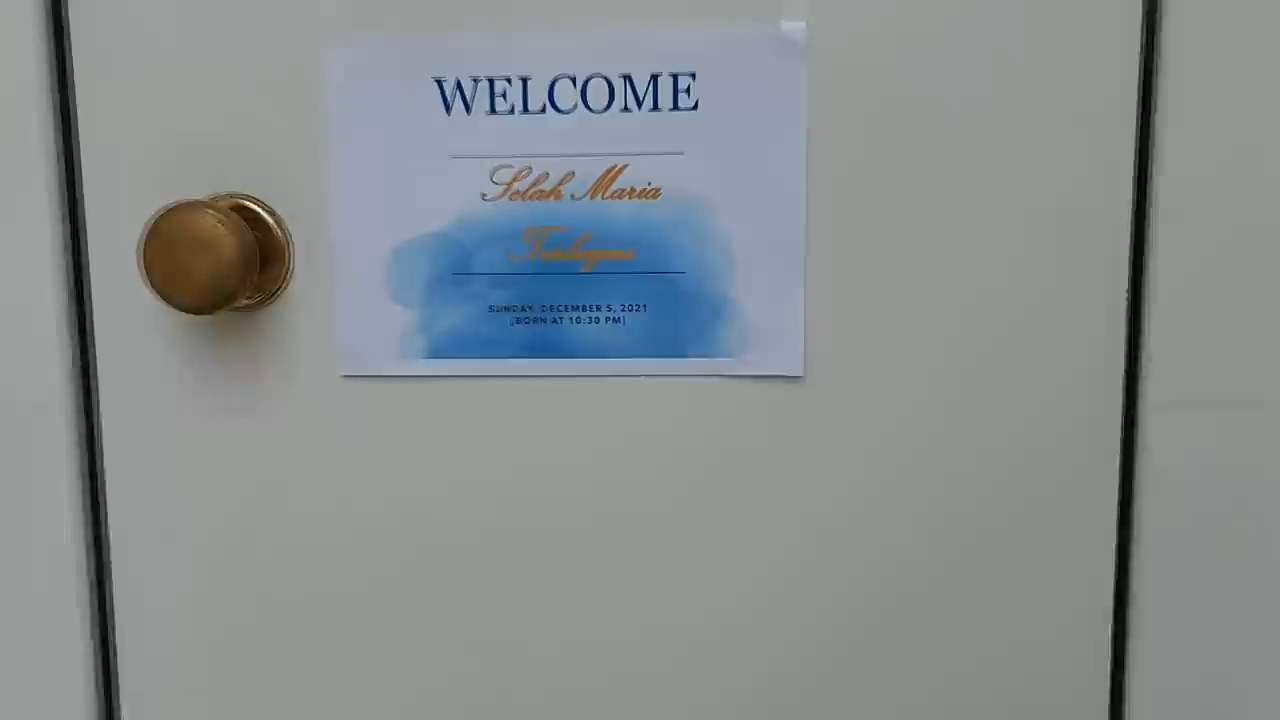 WELCOME
Selah Maria
SUNDAY, DECEMBER 5, 2021
[BORN AT 10:30 PM]